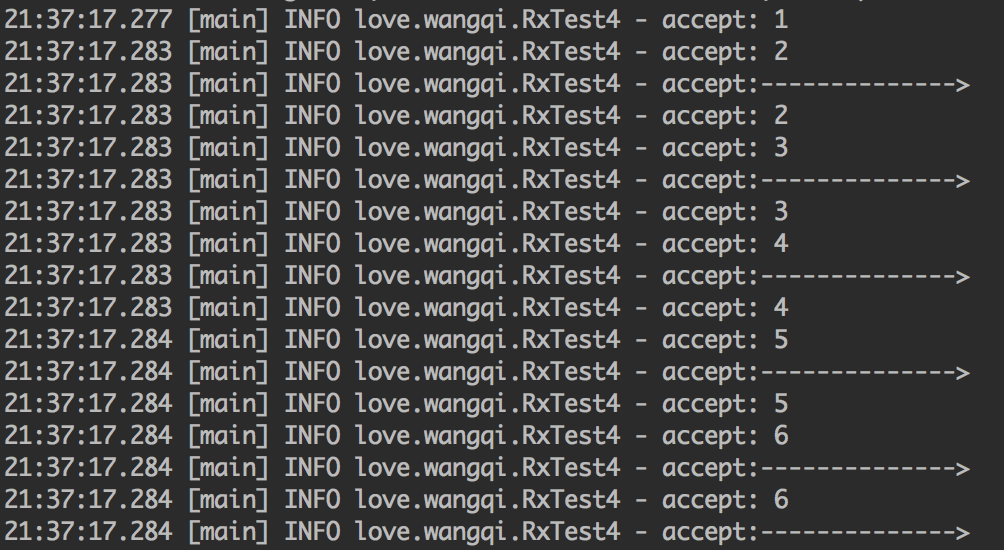 21:37:17.277 [main] INFO love.wangqi.RxTest4 - accept: 1
21:37:17.283 [main] INFO love.wangqi.RxTest4 - accept: 2
21:37:17.283 [main] INFO love.wangqi.RxTest4 - accept:-------------->
21:37:17.283 [main] INFO love.wangqi.RxTest4 - accept: 2
21:37:17.283 [main] INFO love.wangqi.RxTest4 - accept: 3
21:37:17.283 [main] INFO love.wangqi.RxTest4 - accept:-------------->
21:37:17.283 [main] INFO love.wangqi.RxTest4 - accept: 3
21:37:17.283 [main] INFO love.wangqi.RxTest4 - accept: 4
21:37:17.283 [main] INFO love.wangqi.RxTest4 - accept:-------------->
21:37:17.283 [main] INFO love.wangqi.RxTest4 - accept: 4
21:37:17.284 [main] INFO love.wangqi.RxTest4 - accept: 5
21:37:17.284 [main] INFO love.wangqi.RxTest4 - accept:-------------->
21:37:17.284 [main] INFO love.wangqi.RxTest4 - accept: 5
21:37:17.284 [main] INFO love.wangqi.RxTest4 - accept: 6
21:37:17.284 [main] INFO love.wangqi.RxTest4 - accept:-------------->
21:37:17.284 [main] INFO love.wangqi.RxTest4 - accept: 6
21:37:17.284 [main] INFO love.wangqi.RxTest4 - accept:-------------->